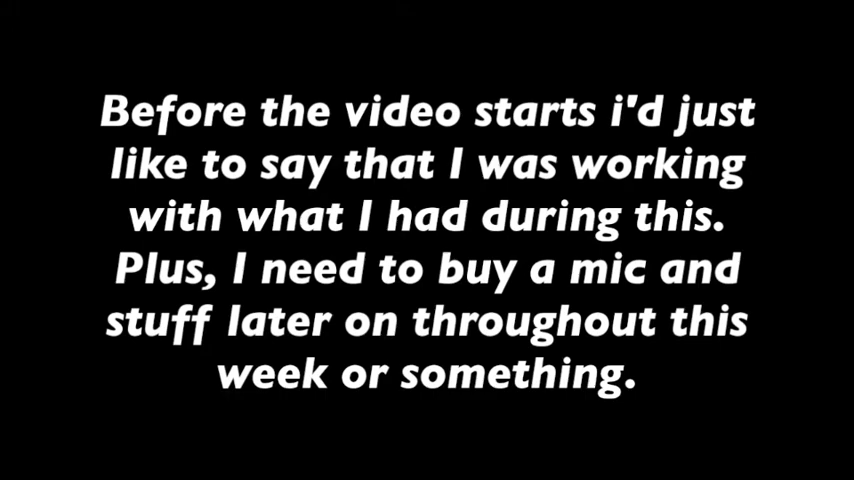 Before the video starts i'd just
like to say that I was working
with what I had during this.
Plus, I need to buy a mic and
stuff later on throughout this
week or something.